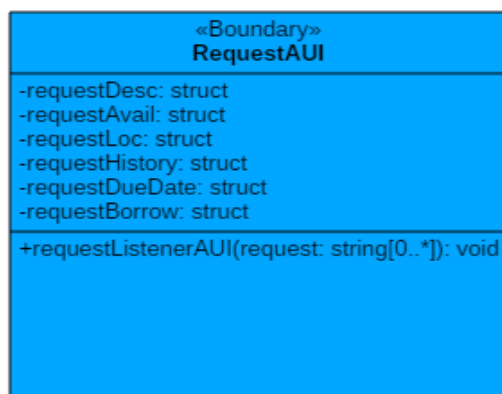 «Boundary»
RequestAUI
-requestDesc: struct
-requestAvail: struct
-requestLoc: struct
-requestHistory: struct
-requestDueDate: struct
-requestBorrow: struct
+requestListenerAUI(request: string[0..*]): void